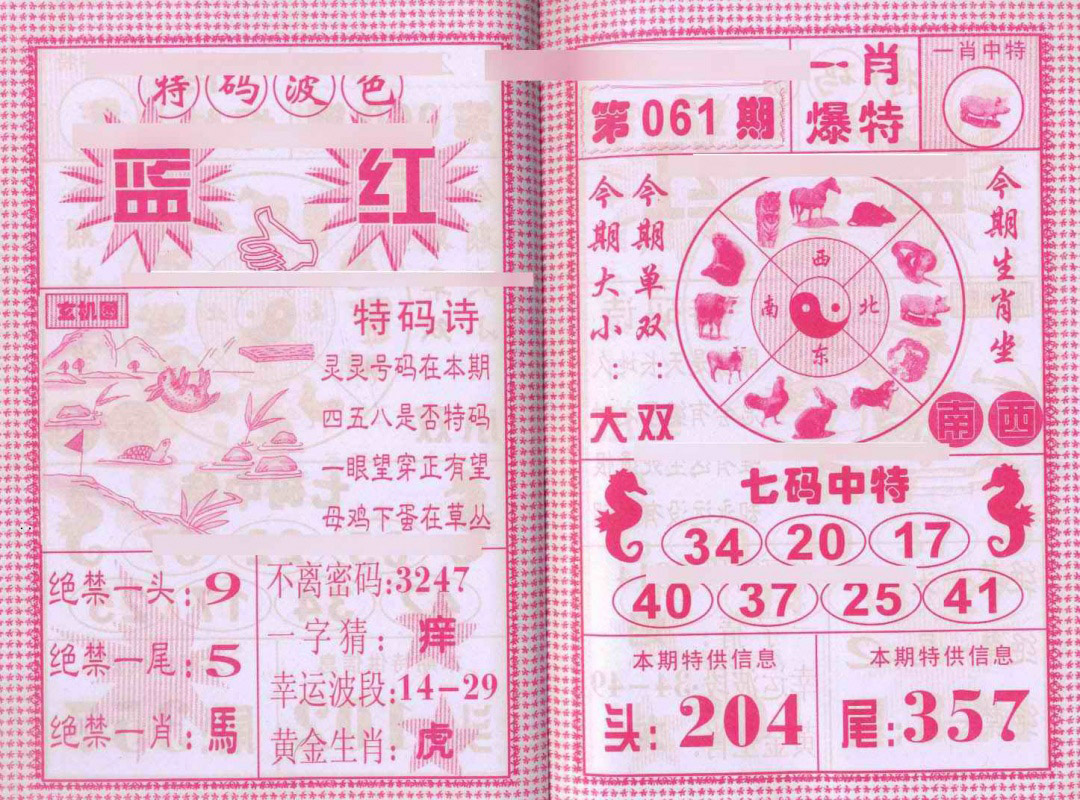 特码波色
蓝 红
玄机图
特码诗
灵灵号码在本期
四五八是否特码
一眼望穿正有望
母鸡下蛋在草丛
绝禁一头:9
绝禁一尾:5
绝禁一肖:馬
不离密码:3247
一字猜:痒
幸运波段:14-29
黄金生肖:虎
第061期
一肖
爆特
一肖中特
今期大小:大
今期单双:双
西
南
北
东
今期生肖坐
南西
七码中特
34 20 17
40 37 25 41
本期特供信息
头:204
本期特供信息
尾:357